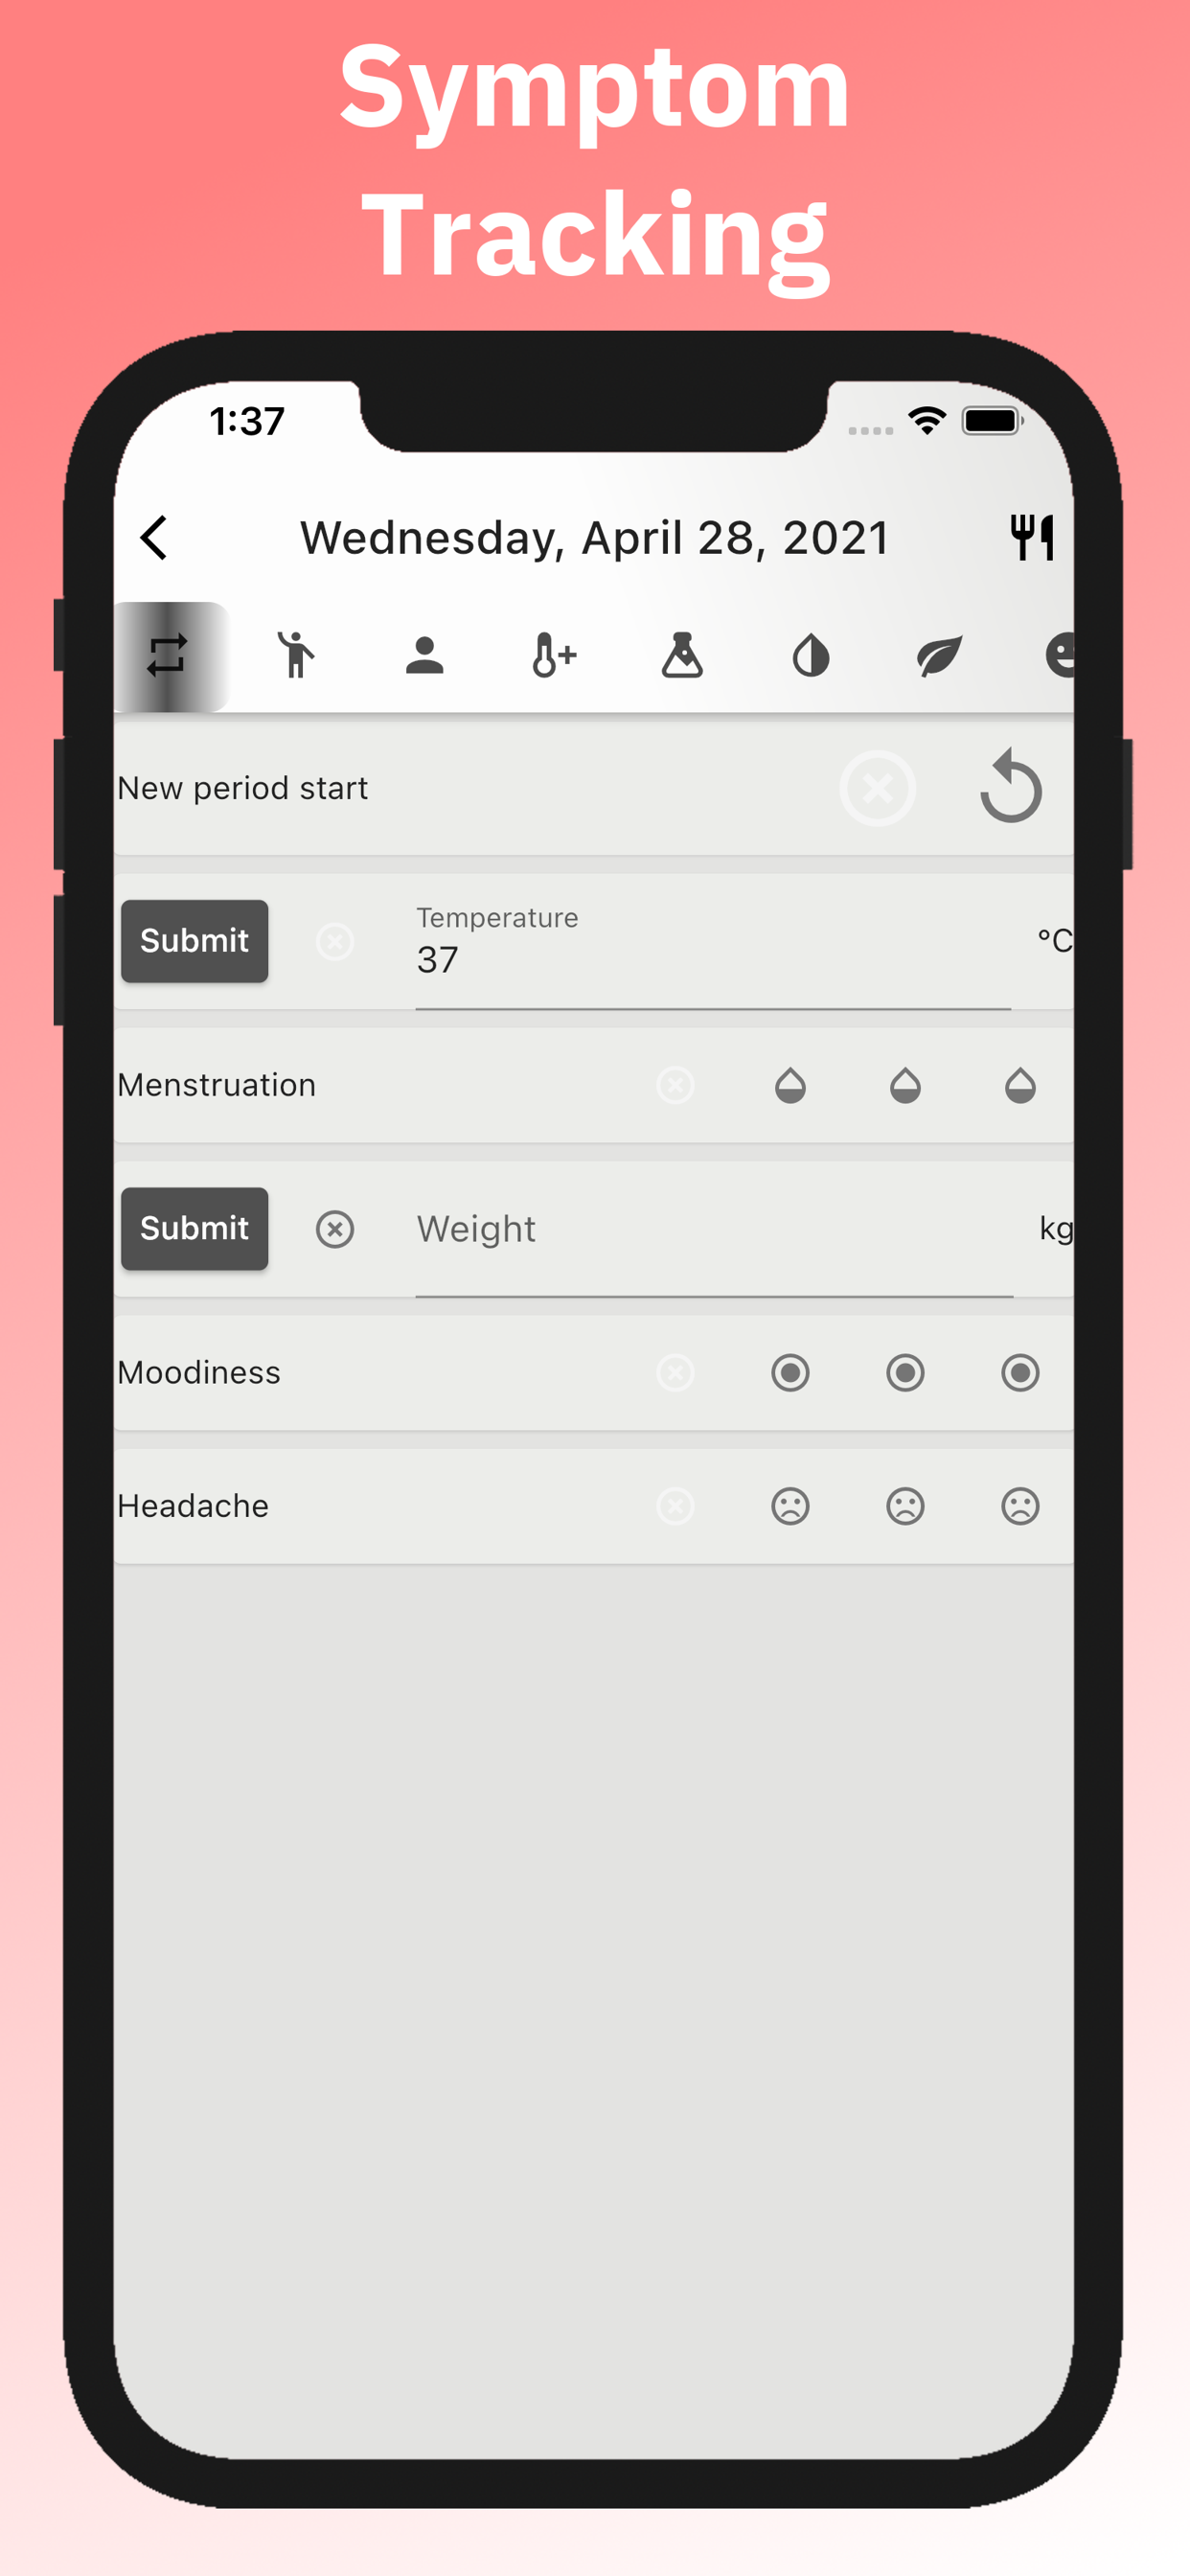 Symptom
Tracking
1:37
Wednesday, April 28, 2021
New period start
Submit
Temperature
37
°C
Menstruation
Submit
Weight
kg
Moodiness
Headache